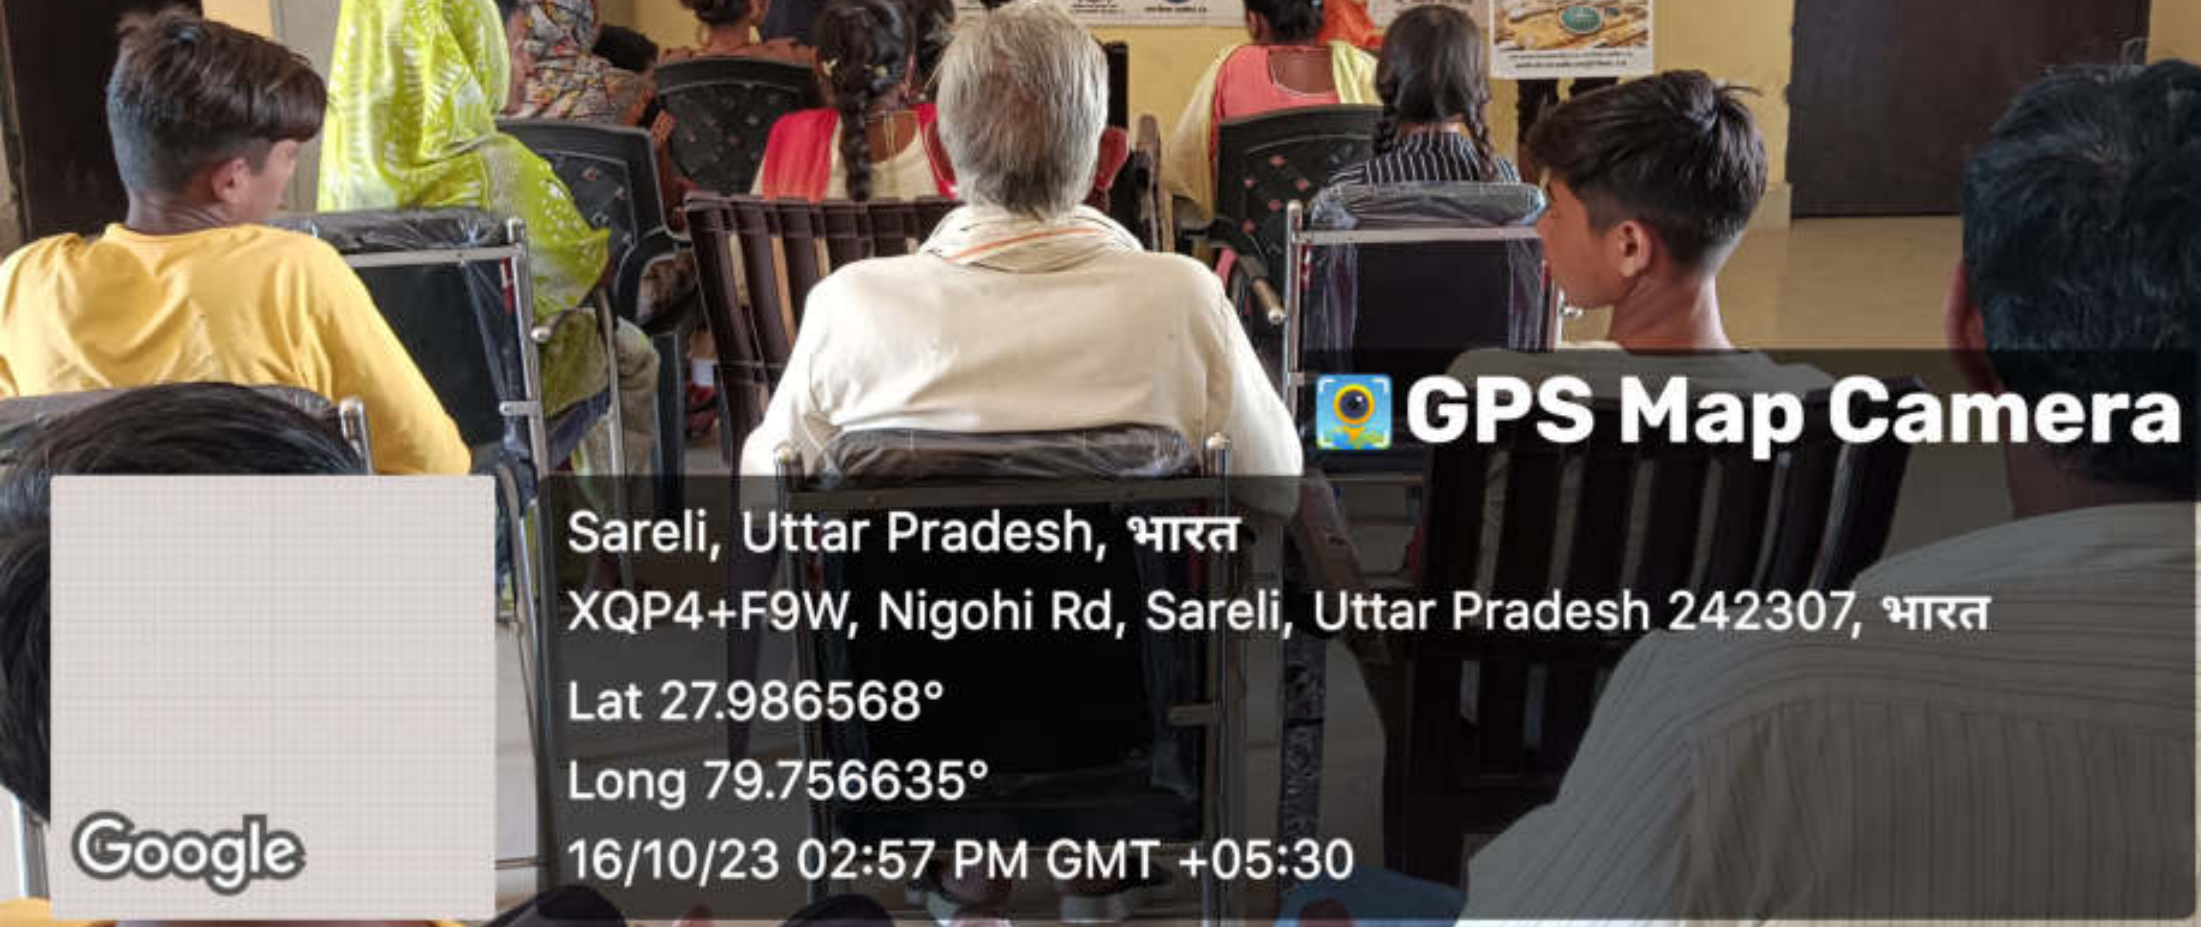 GPS Map Camera
Sareli, Uttar Pradesh, भारत
XQP4+F9W, Nigohi Rd, Sareli, Uttar Pradesh 242307, भारत
Lat 27.986568°
Long 79.756635°
16/10/23 02:57 PM GMT +05:30
Google